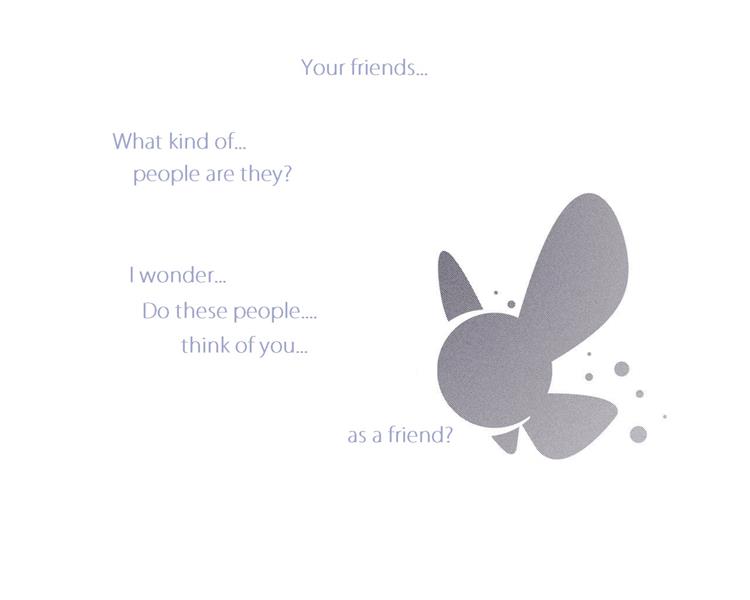 Your friends...
What kind of...
people are they?
I wonder...
Do these people....
think of you...
as a friend?